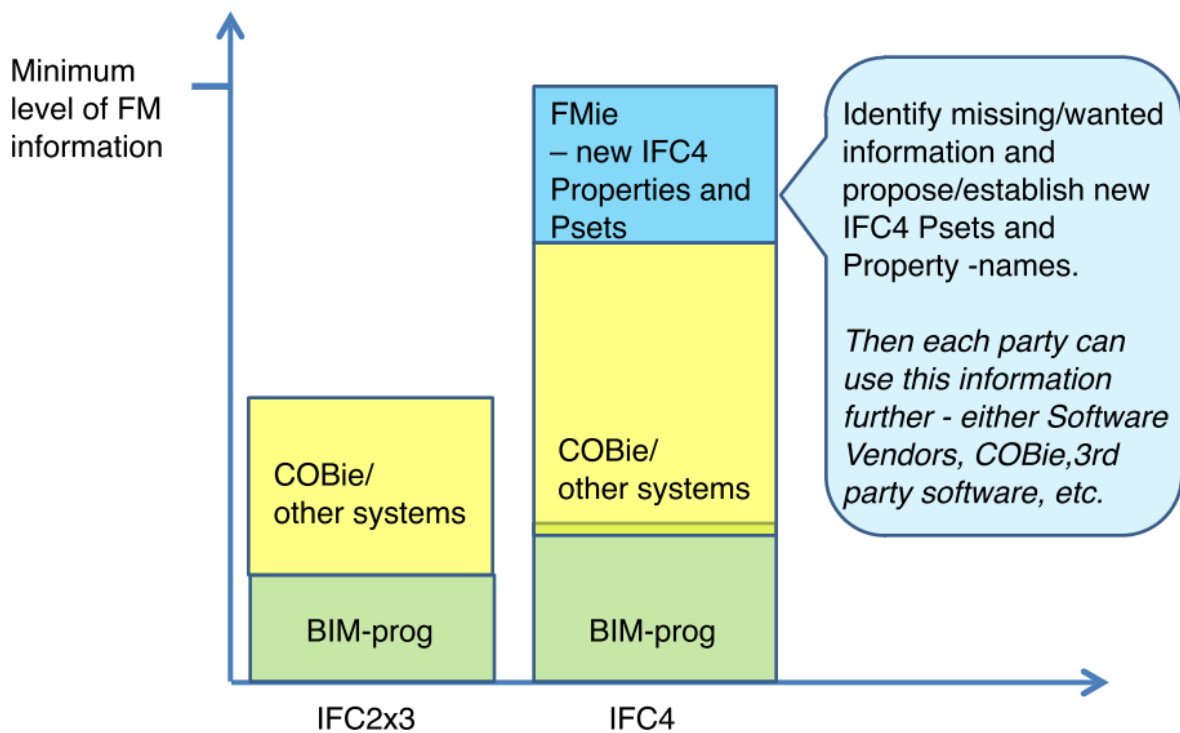 Minimum
level of FM
information
FMie
– new IFC4
Properties and
Psets
Identify missing/wanted
information and
propose/establish new
IFC4 Psets and
Property -names.
Then each party can
use this information
further - either Software
Vendors, COBie,3rd
party software, etc.
COBie/
other systems
COBie/
other systems
BIM-prog
BIM-prog
IFC2x3
IFC4